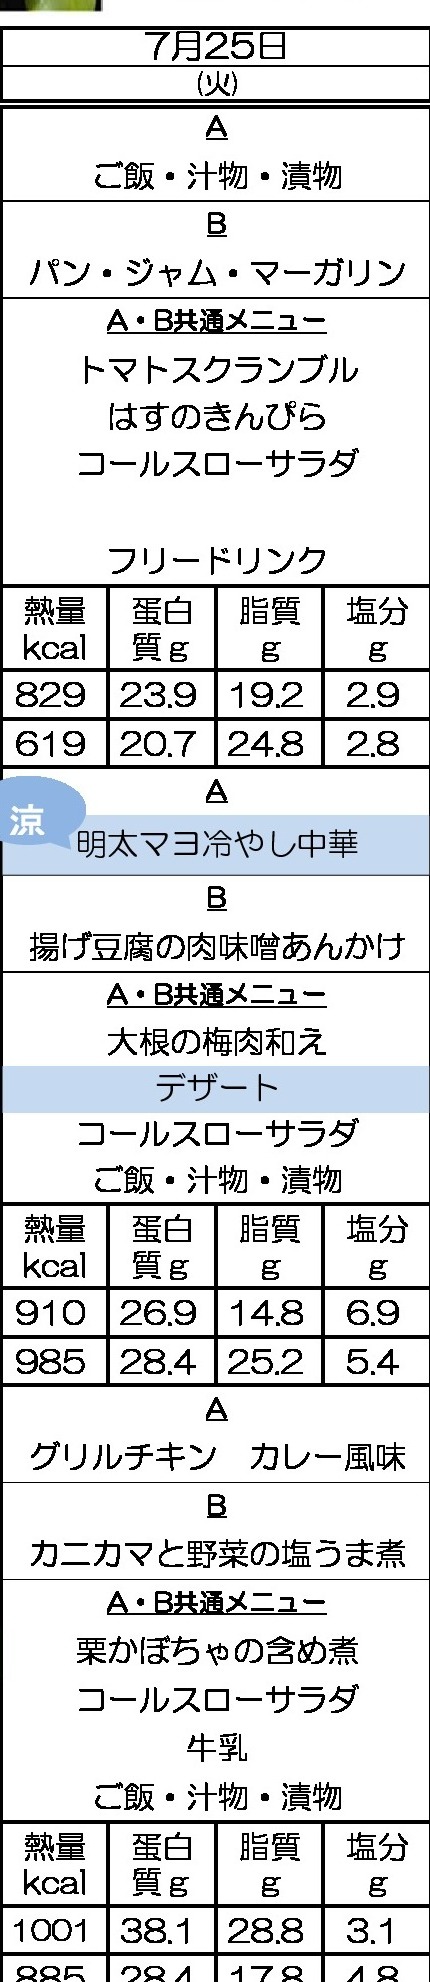 7月25日
(火)
A
ご飯・汁物・漬物
B
パン・ジャム・マーガリン
A・B共通メニュー
トマトスクランブル
はすのきんぴら
コールスローサラダ
フリードリンク
熱量 蛋白 脂質 塩分
kcal 質g g g
829 23.9 19.2 2.9
619 20.7 24.8 2.8
A
涼
明太マヨ冷やし中華
B
揚げ豆腐の肉味噌あんかけ
A・B共通メニュー
大根の梅肉和え
デザート
コールスローサラダ
ご飯・汁物・漬物
熱量 蛋白 脂質 塩分
kcal 質g g g
910 26.9 14.8 6.9
985 28.4 25.2 5.4
A
グリルチキン　カレー風味
B
カニカマと野菜の塩うま煮
A・B共通メニュー
栗かぼちゃの含め煮
コールスローサラダ
牛乳
ご飯・汁物・漬物
熱量 蛋白 脂質 塩分
kcal 質g g g
1001 38.1 28.8 3.1
885 28.4 17.8 4.8